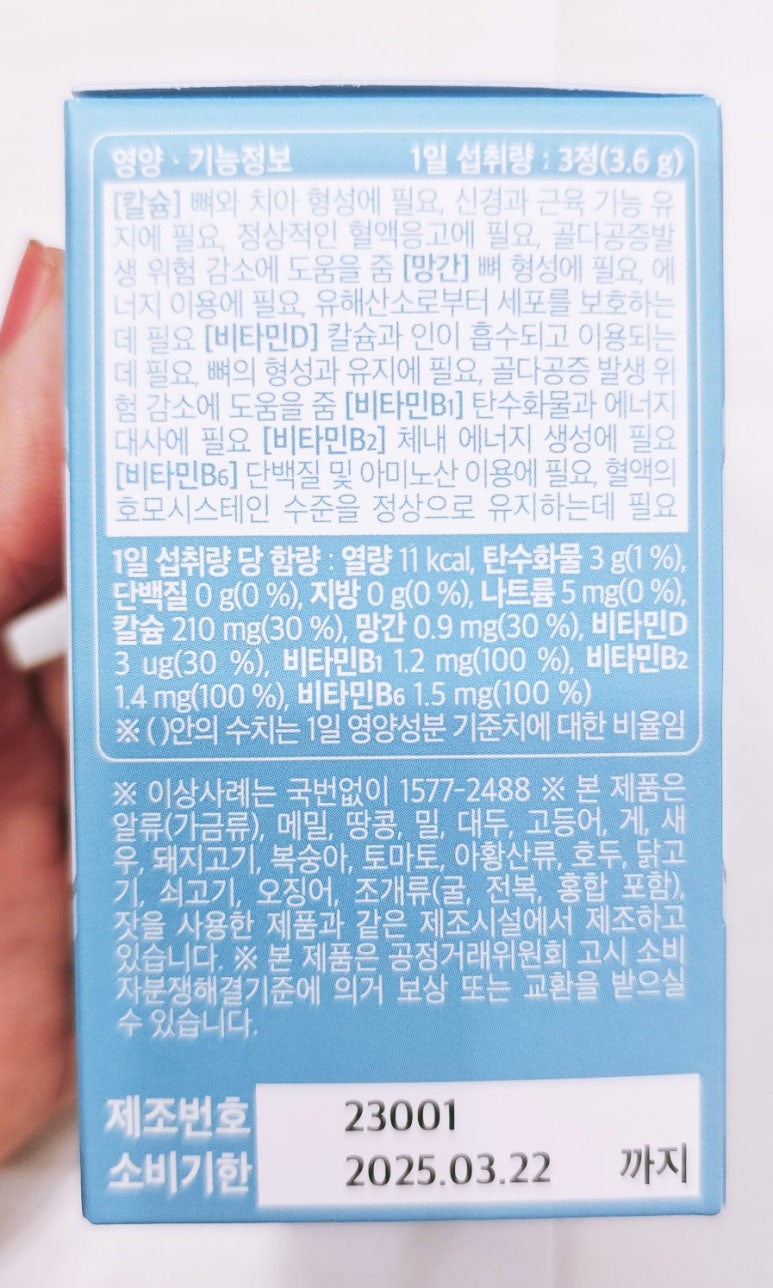 영양 · 기능정보 1일 섭취량 : 3정(3.6 g)
[칼슘] 뼈와 치아 형성에 필요, 신경과 근육 기능 유
지에 필요, 정상적인 혈액응고에 필요, 골다공증발
생 위험 감소에 도움을 줌 [망간] 뼈 형성에 필요, 에
너지 이용에 필요, 유해산소로부터 세포를 보호하는
데 필요 [비타민D] 칼슘과 인이 흡수되고 이용되는
데 필요, 뼈의 형성과 유지에 필요, 골다공증 발생 위
험 감소에 도움을 줌 [비타민B1] 탄수화물과 에너지
대사에 필요 [비타민B2] 체내 에너지 생성에 필요
[비타민B6] 단백질 및 아미노산 이용에 필요, 혈액의
호모시스테인 수준을 정상으로 유지하는데 필요
1일 섭취량 당 함량 : 열량 11 kcal, 탄수화물 3 g(1 %),
단백질 0 g(0 %), 지방 0 g(0 %), 나트륨 5 mg(0 %),
칼슘 210 mg(30 %), 망간 0.9 mg(30 %), 비타민D
3 ug(30 %), 비타민B1 1.2 mg(100 %), 비타민B2
1.4 mg(100 %), 비타민B6 1.5 mg(100 %)
※ ( )안의 수치는 1일 영양성분 기준치에 대한 비율임
※ 이상사례는 국번없이 1577-2488 ※ 본 제품은
알류(가금류), 메밀, 땅콩, 밀, 대두, 고등어, 게, 새
우, 돼지고기, 복숭아, 토마토, 아황산류, 호두, 닭고
기, 쇠고기, 오징어, 조개류(굴, 전복, 홍합 포함),
잣을 사용한 제품과 같은 제조시설에서 제조하고
있습니다. ※ 본 제품은 공정거래위원회 고시 소비
자분쟁해결기준에 의거 보상 또는 교환을 받으실
수 있습니다.
제조번호 23001
소비기한 2025.03.22 까지